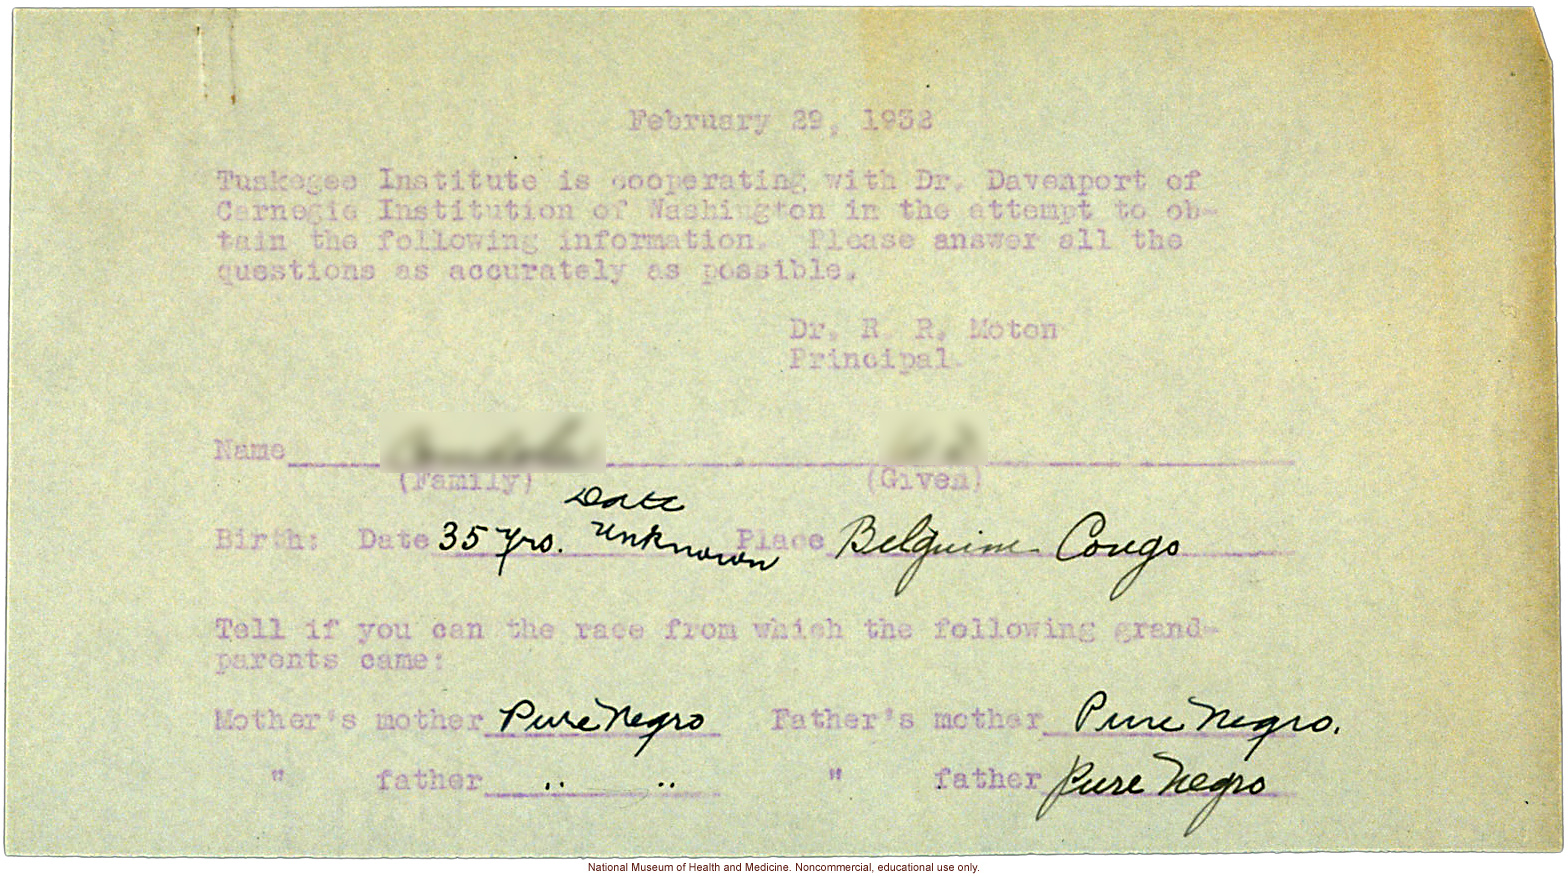 February 29, 1932
Tuskegee Institute is cooperating with Dr. Davenport of
Carnegie Institution of Washington in the attempt to ob-
tain the following information. Please answer all the
questions as accurately as possible.
Dr. R. R. Moton
Principal.
Name
(Family) (Given)
Date
Birth: Date 35 yrs. Unknown Place Belguime Congo
Tell if you can the race from which the following grand-
parents came:
Mother's mother Pure Negro Father's mother Pure Negro.
" father " " " father Pure Negro
National Museum of Health and Medicine. Noncommercial, educational use only.